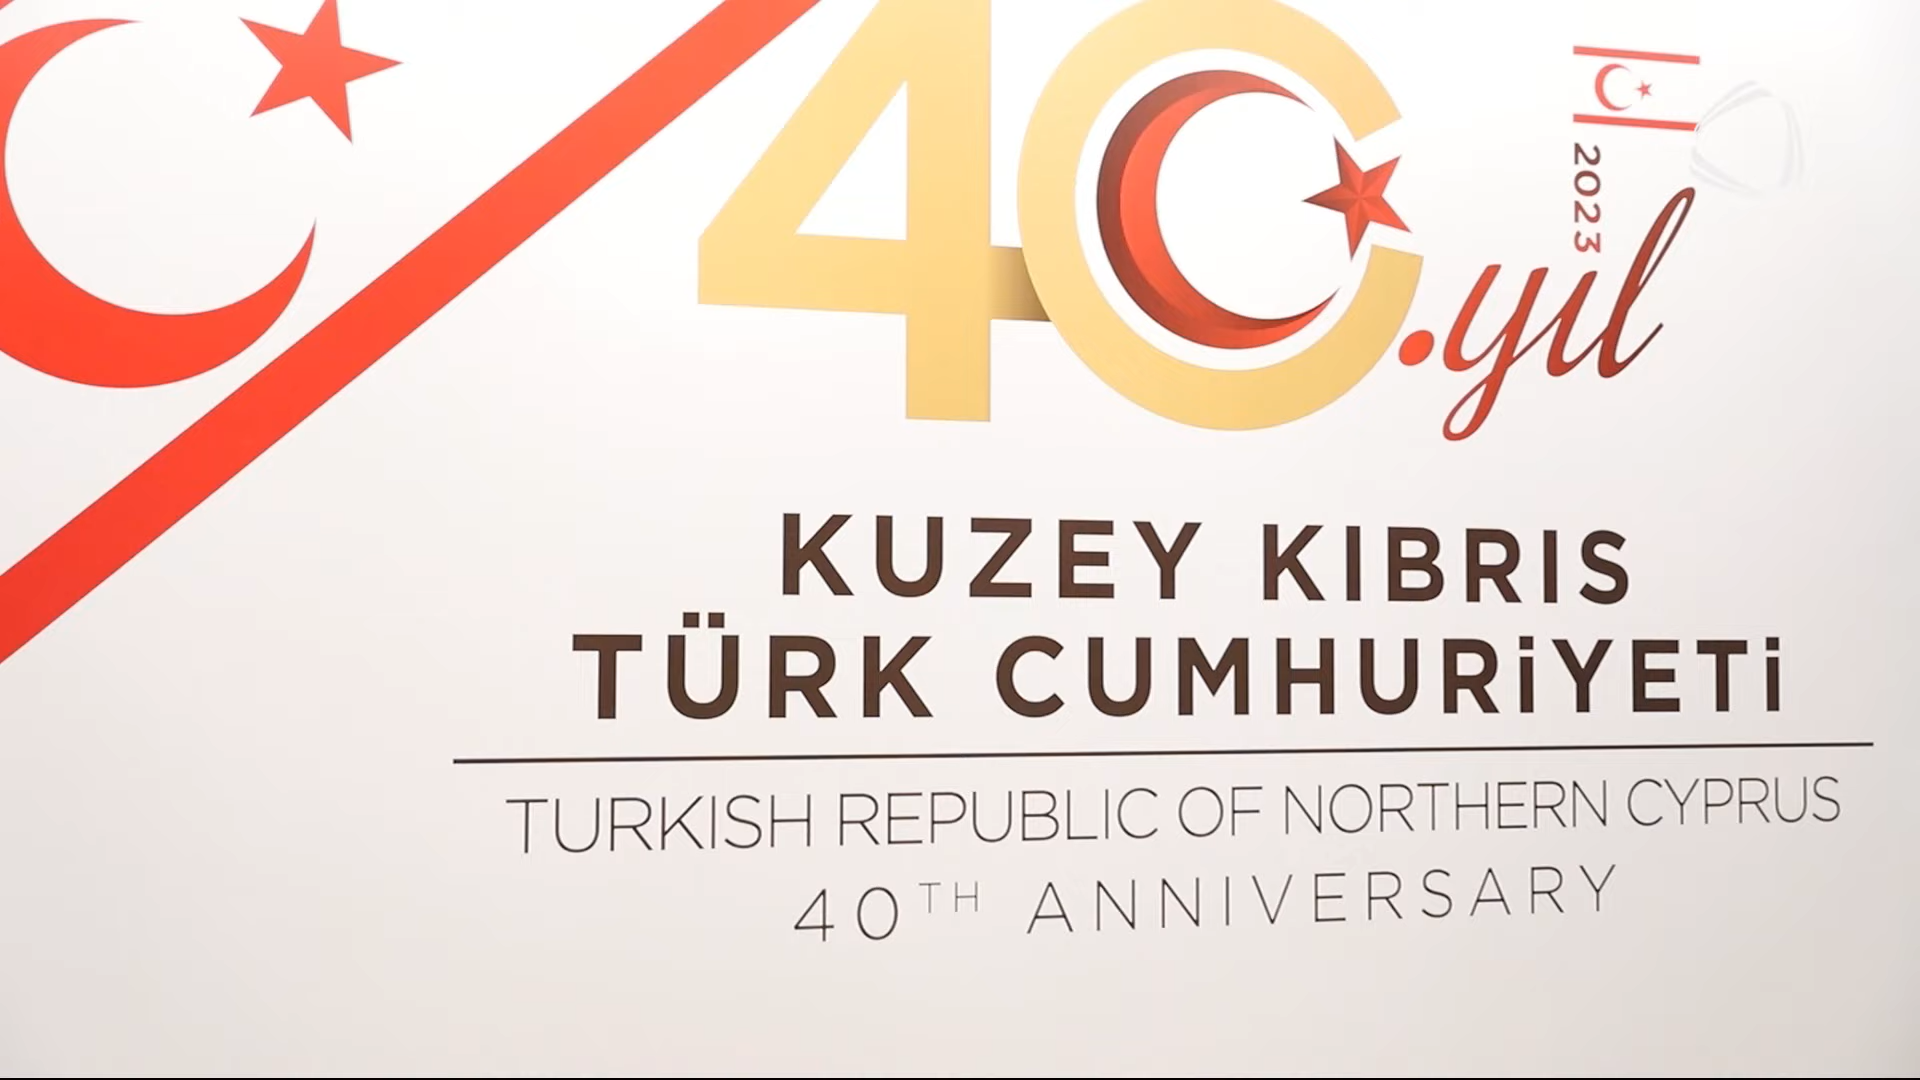 40.yıl
2023
KUZEY KIBRIS
TÜRK CUMHURİYETİ
TURKISH REPUBLIC OF NORTHERN CYPRUS
40TH ANNIVERSARY